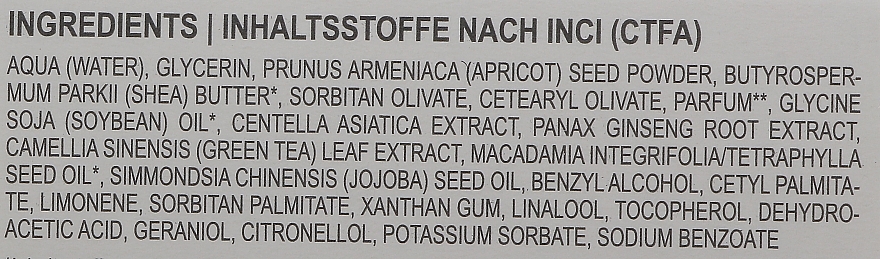 INGREDIENTS | INHALTSSTOFFE NACH INCI (CTFA)
AQUA (WATER), GLYCERIN, PRUNUS ARMENIACA (APRICOT) SEED POWDER, BUTYROSPER-
MUM PARKII (SHEA) BUTTER*, SORBITAN OLIVATE, CETEARYL OLIVATE, PARFUM**, GLYCINE
SOJA (SOYBEAN) OIL*, CENTELLA ASIATICA EXTRACT, PANAX GINSENG ROOT EXTRACT,
CAMELLIA SINENSIS (GREEN TEA) LEAF EXTRACT, MACADAMIA INTEGRIFOLIA/TETRAPHYLLA
SEED OIL*, SIMMONDSIA CHINENSIS (JOJOBA) SEED OIL, BENZYL ALCOHOL, CETYL PALMITA-
TE, LIMONENE, SORBITAN PALMITATE, XANTHAN GUM, LINALOOL, TOCOPHEROL, DEHYDRO-
ACETIC ACID, GERANIOL, CITRONELLOL, POTASSIUM SORBATE, SODIUM BENZOATE